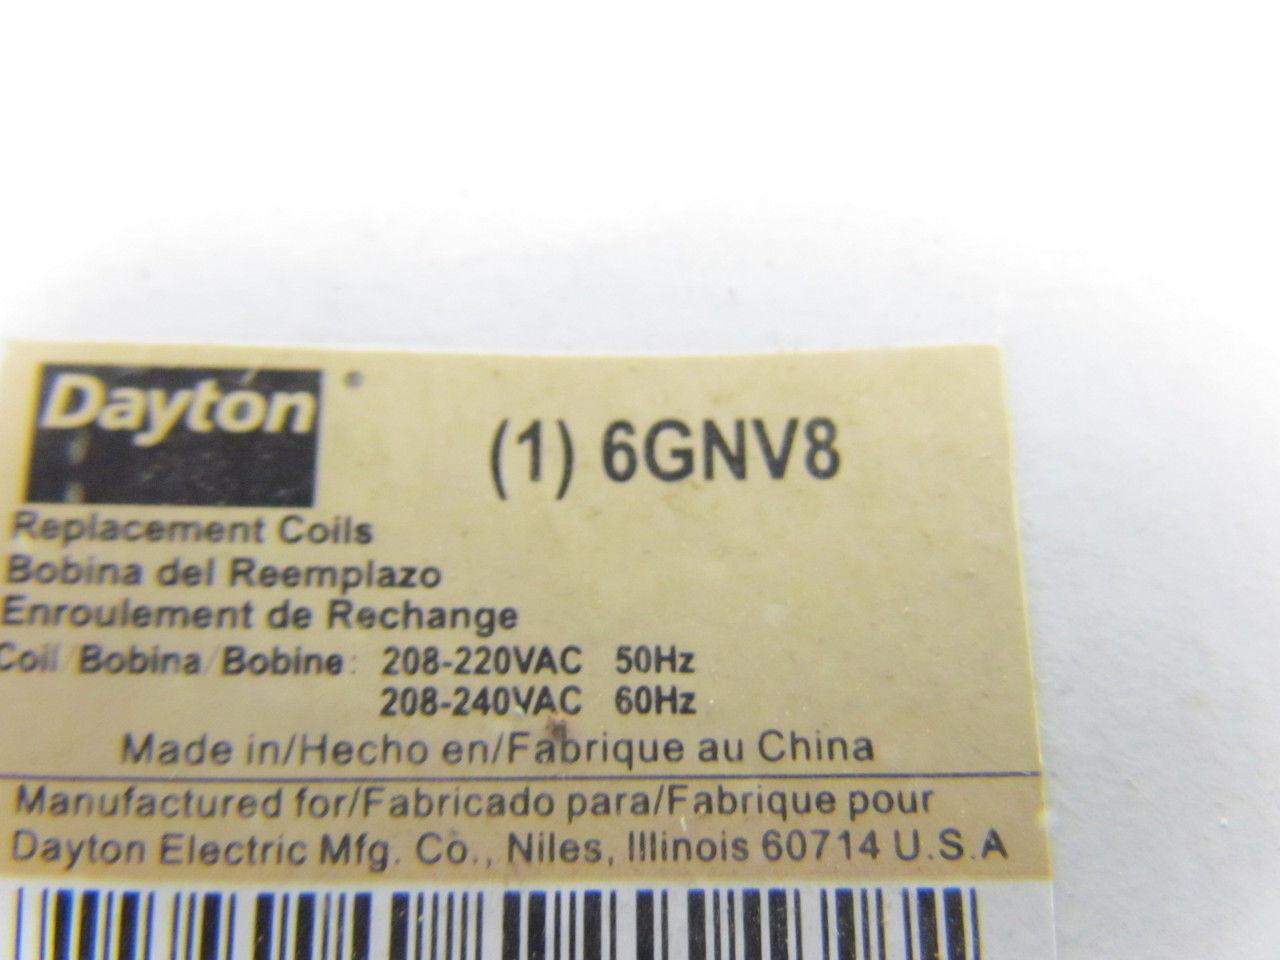 Dayton®
(1) 6GNV8
Replacement Coils
Bobina del Reemplazo
Enroulement de Rechange
Coil/Bobina/Bobine: 208-220VAC 50Hz
208-240VAC 60Hz
Made in/Hecho en/Fabrique au China
Manufactured for/Fabricado para/Fabrique pour
Dayton Electric Mfg. Co., Niles, Illinois 60714 U.S.A